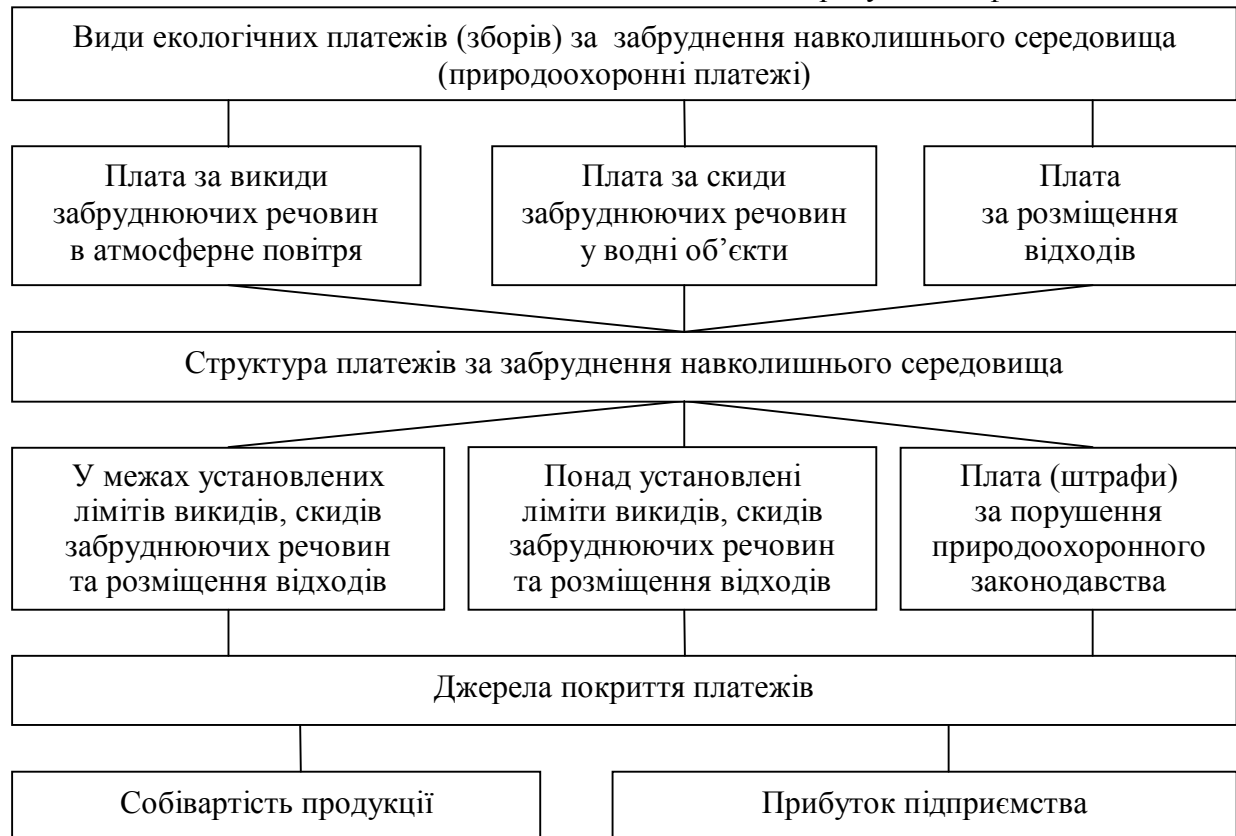 Види екологічних платежів (зборів) за забруднення навколишнього середовища
(природоохоронні платежі)
Плата за викиди
забруднюючих речовин
в атмосферне повітря
Плата за скиди
забруднюючих речовин
у водні об’єкти
Плата
за розміщення
відходів
Структура платежів за забруднення навколишнього середовища
У межах установлених
лімітів викидів, скидів
забруднюючих речовин
та розміщення відходів
Понад установлені
ліміти викидів, скидів
забруднюючих речовин
та розміщення відходів
Плата (штрафи)
за порушення
природоохоронного
законодавства
Джерела покриття платежів
Собівартість продукції
Прибуток підприємства